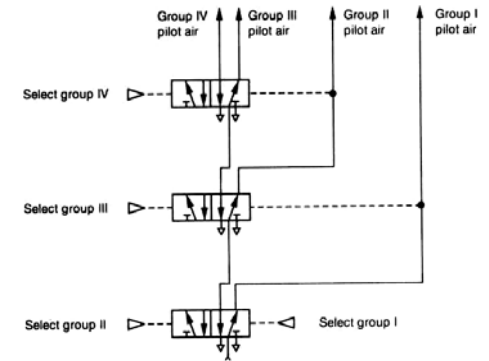 Group IV pilot air
Group III pilot air
Group II pilot air
Group I pilot air
Select group IV
Select group III
Select group II
Select group I